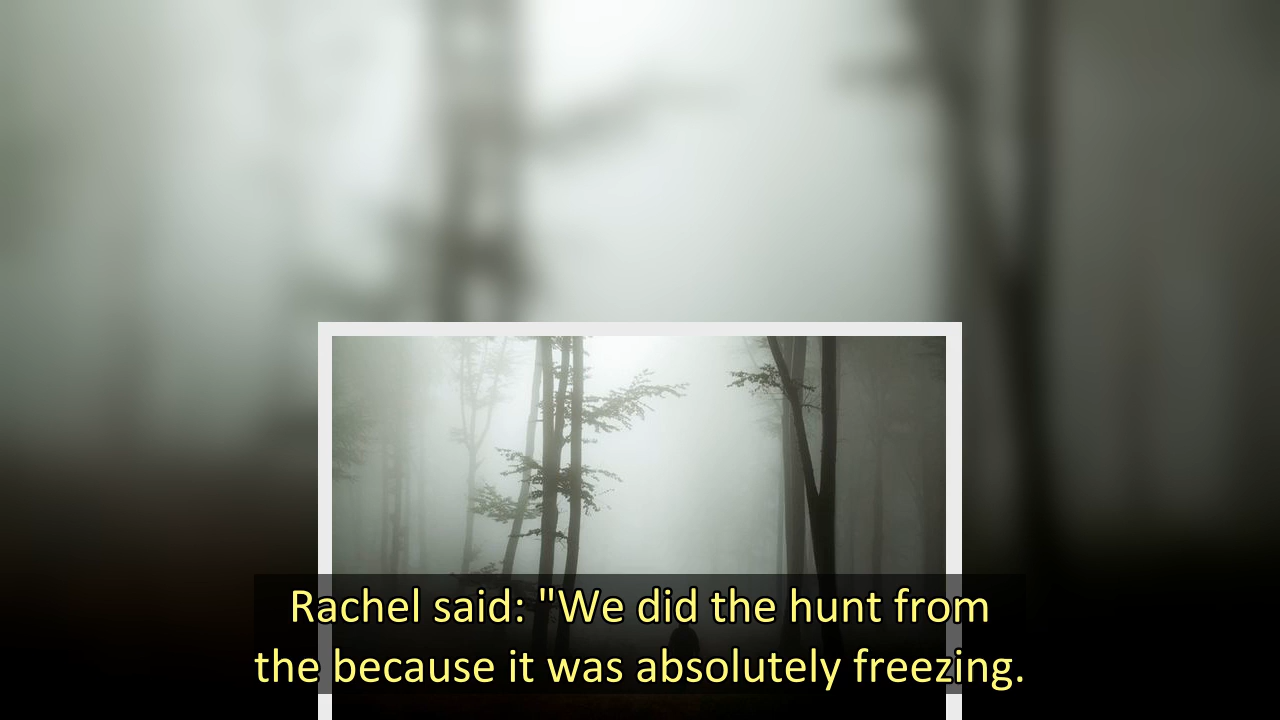 Rachel said: "We did the hunt from
the because it was absolutely freezing.